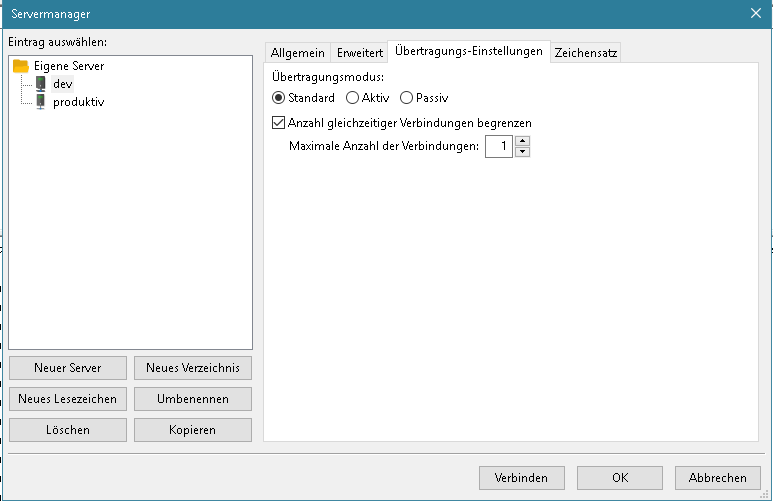 Servermanager
Eintrag auswählen:
Eigene Server
dev
produktiv
Neuer Server
Neues Verzeichnis
Neues Lesezeichen
Umbenennen
Löschen
Kopieren
Allgemein
Erweitert
Übertragungs-Einstellungen
Zeichensatz
Übertragungsmodus:
Standard
Aktiv
Passiv
Anzahl gleichzeitiger Verbindungen begrenzen
Maximale Anzahl der Verbindungen: 1
Verbinden
OK
Abbrechen